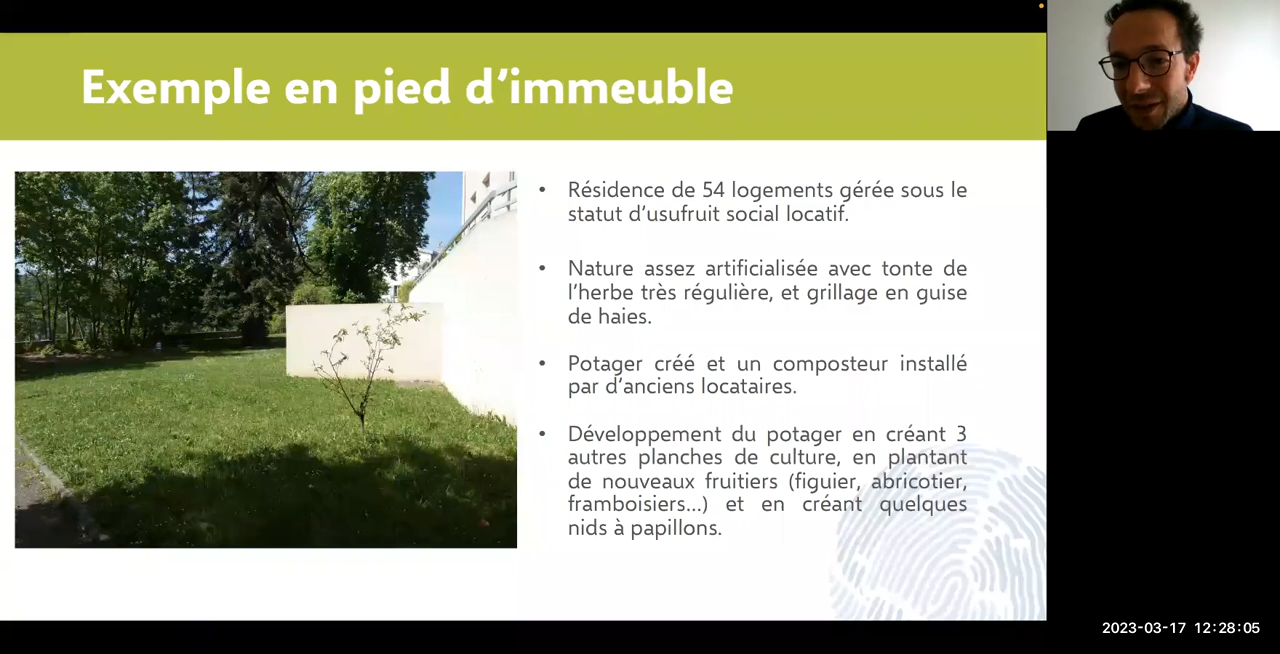 Exemple en pied d’immeuble
• Résidence de 54 logements gérée sous le
statut d’usufruit social locatif.
• Nature assez artificialisée avec tonte de
l’herbe très régulière, et grillage en guise
de haies.
• Potager créé et un composteur installé
par d’anciens locataires.
• Développement du potager en créant 3
autres planches de culture, en plantant
de nouveaux fruitiers (figuier, abricotier,
framboisiers...) et en créant quelques
nids à papillons.
2023-03-17 12:28:05